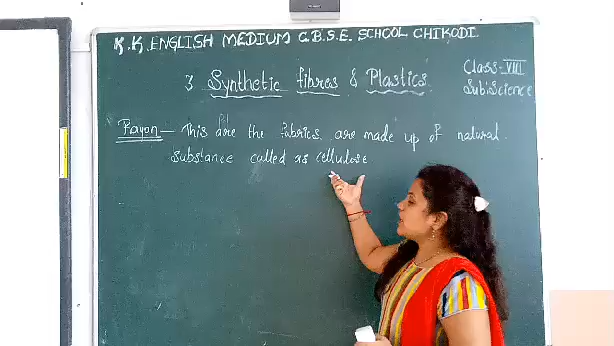 K.K. ENGLISH MEDIUM C.B.S.E. SCHOOL CHIKODI.
Class:- VIII
3 Synthetic fibres & Plastics.
Sub:Science
Rayon - This are the fabrics are made up of natural
substance called as cellulose